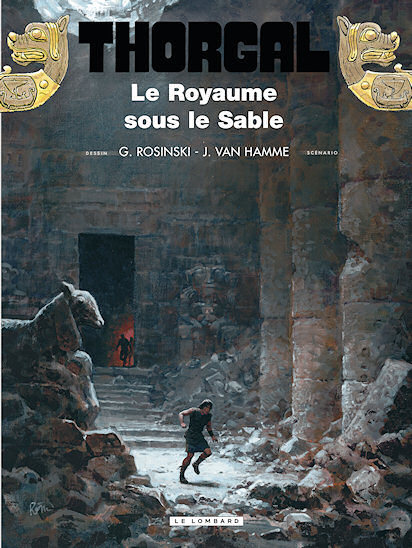 THORGAL
Le Royaume
sous le Sable
DESSIN G. ROSINSKI - J. VAN HAMME SCÉNARIO
LE LOMBARD